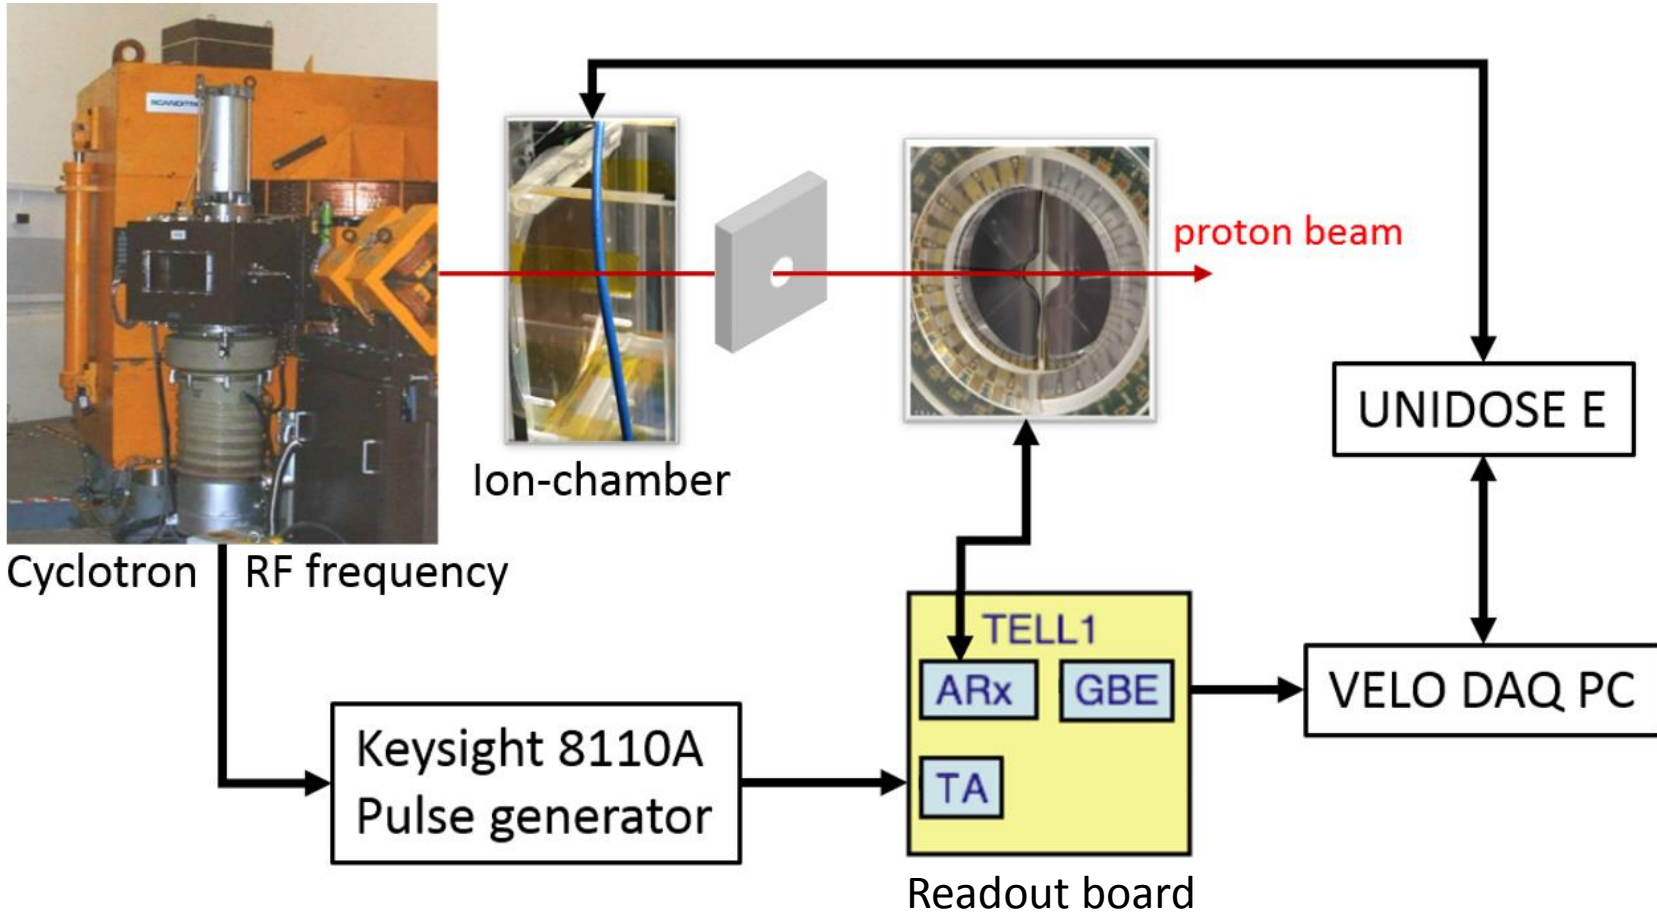 SCANDITR
proton beam
UNIDOSE E
Ion-chamber
Cyclotron
RF frequency
TELL1
ARx
GBE
VELO DAQ PC
Keysight 8110A
Pulse generator
TA
Readout board